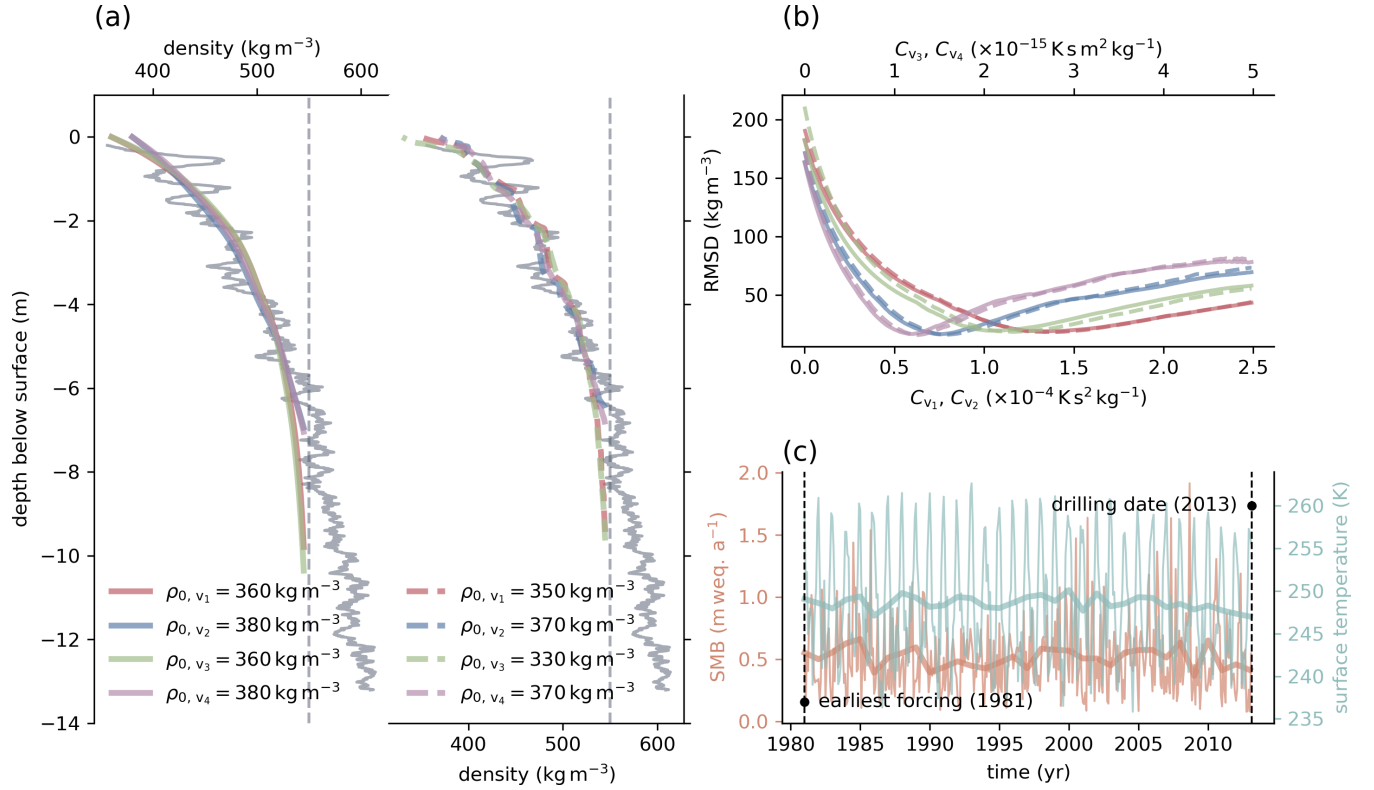 (a)
density (kg m⁻³)
400 500 600
0
−2
−4
−6
−8
−10
−12
−14
depth below surface (m)
ρ₀, ᵥ₁ = 360 kg m⁻³
ρ₀, ᵥ₂ = 380 kg m⁻³
ρ₀, ᵥ₃ = 360 kg m⁻³
ρ₀, ᵥ₄ = 380 kg m⁻³
ρ₀, ᵥ₁ = 350 kg m⁻³
ρ₀, ᵥ₂ = 370 kg m⁻³
ρ₀, ᵥ₃ = 330 kg m⁻³
ρ₀, ᵥ₄ = 370 kg m⁻³
400 500 600
density (kg m⁻³)
(b)
Cᵥ₃, Cᵥ₄ (×10⁻¹⁵ K s m² kg⁻¹)
0 1 2 3 4 5
200
150
100
50
RMSD (kg m⁻³)
0.0 0.5 1.0 1.5 2.0 2.5
Cᵥ₁, Cᵥ₂ (×10⁻⁴ K s² kg⁻¹)
(c)
2.0
1.5
1.0
0.5
0.0
SMB (m weq. a⁻¹)
drilling date (2013)
earliest forcing (1981)
260
255
250
245
240
235
surface temperature (K)
1980 1985 1990 1995 2000 2005 2010
time (yr)